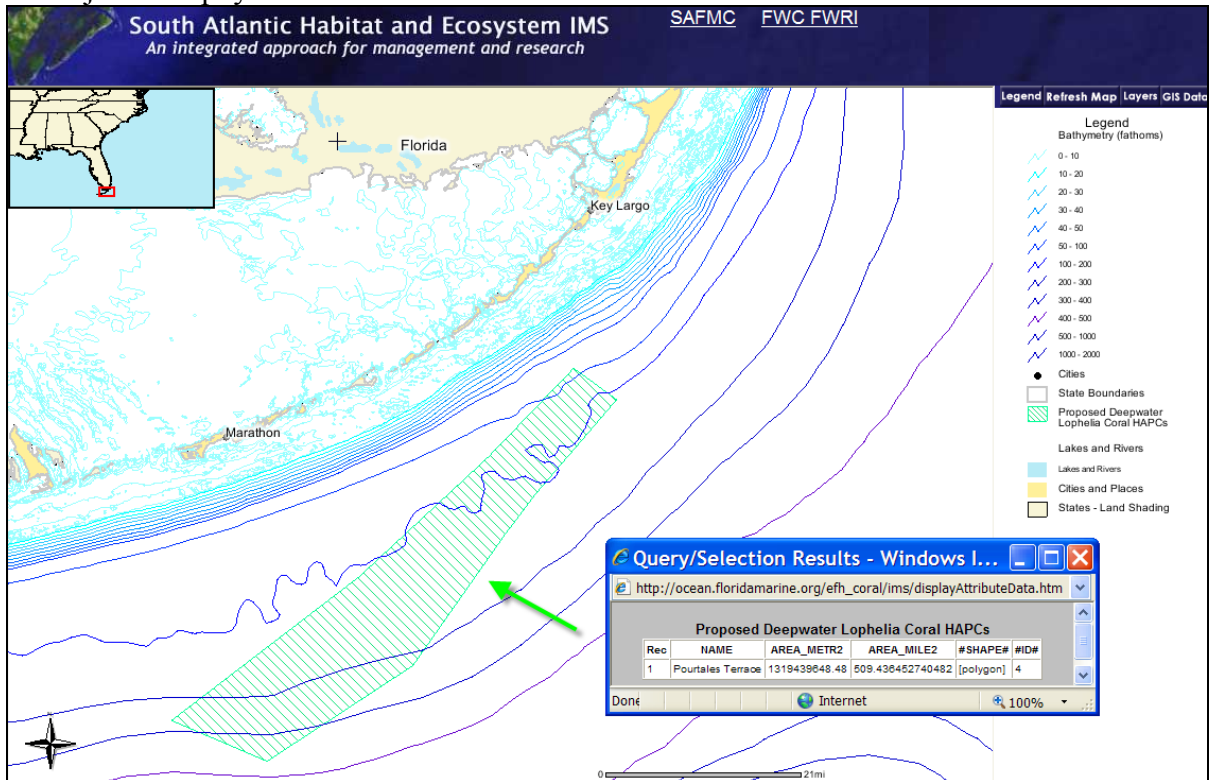 South Atlantic Habitat and Ecosystem IMS
SAFMC FWC FWRI
An integrated approach for management and research
Legend Refresh Map Layers GIS Data
Florida
Key Largo
Marathon
Legend
Bathymetry (fathoms)
0 - 10
10 - 20
20 - 30
30 - 40
40 - 50
50 - 100
100 - 200
200 - 300
300 - 400
400 - 500
500 - 1000
1000 - 2000
Cities
State Boundaries
Proposed Deepwater
Lophelia Coral HAPCs
Lakes and Rivers
Lakes and Rivers
Cities and Places
States - Land Shading
Query/Selection Results - Windows I...
http://ocean.floridamarine.org/efh_coral/ims/displayAttributeData.htm
Proposed Deepwater Lophelia Coral HAPCs
Rec NAME AREA_METR2 AREA_MILE2 #SHAPE# #ID#
1 Pourtales Terrace 1319439648.48 509.436452740482 [polygon] 4
Done Internet 100%
0 21mi